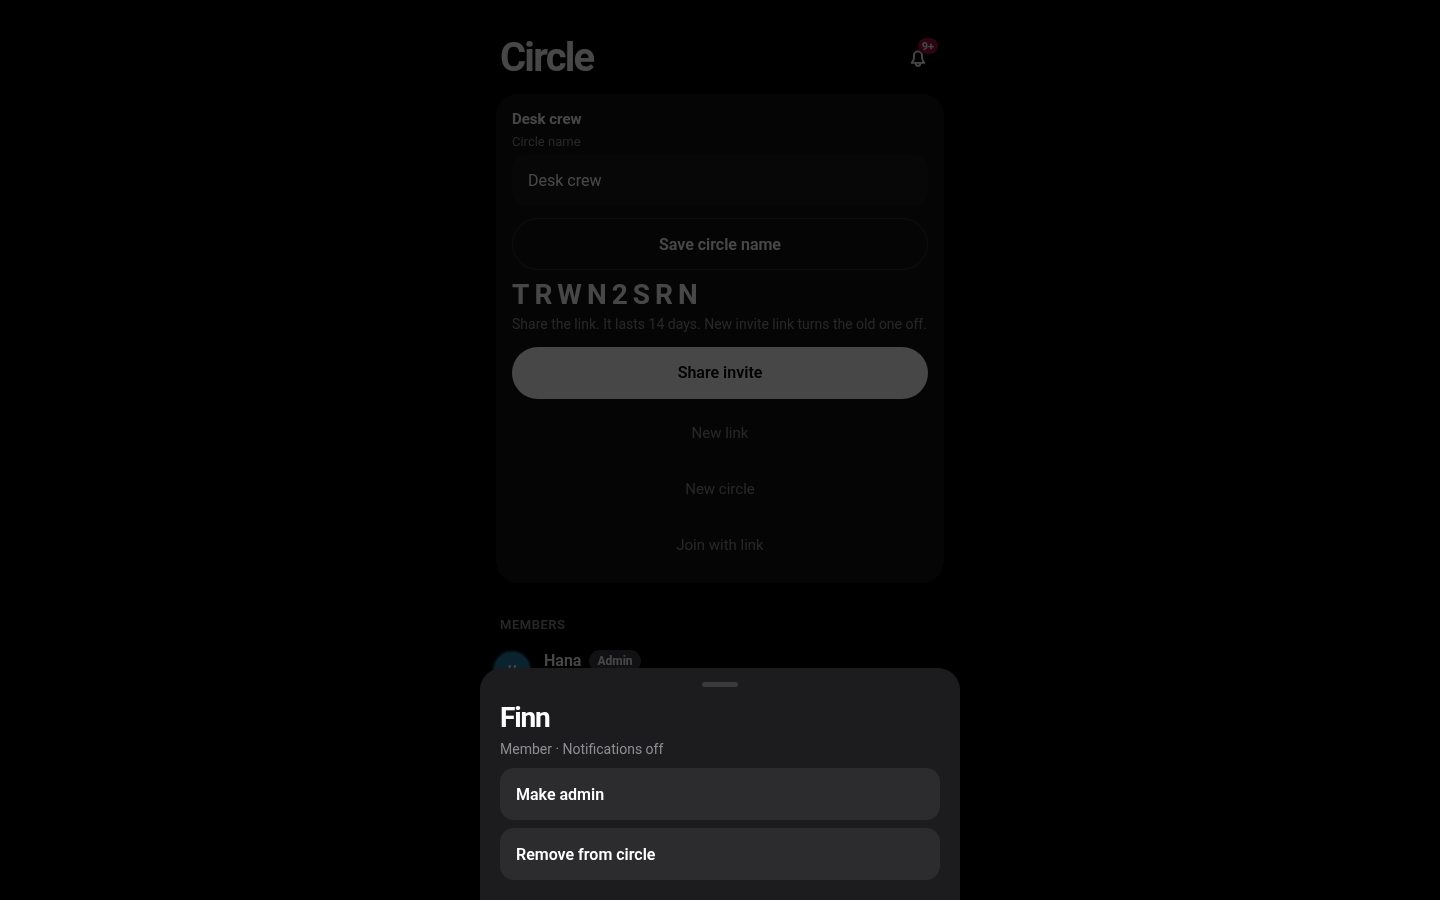 Circle
9+
Desk crew
Circle name
Desk crew
Save circle name
TRWN2SRN
Share the link. It lasts 14 days. New invite link turns the old one off.
Share invite
New link
New circle
Join with link
MEMBERS
Hana Admin
Finn
Member · Notifications off
Make admin
Remove from circle